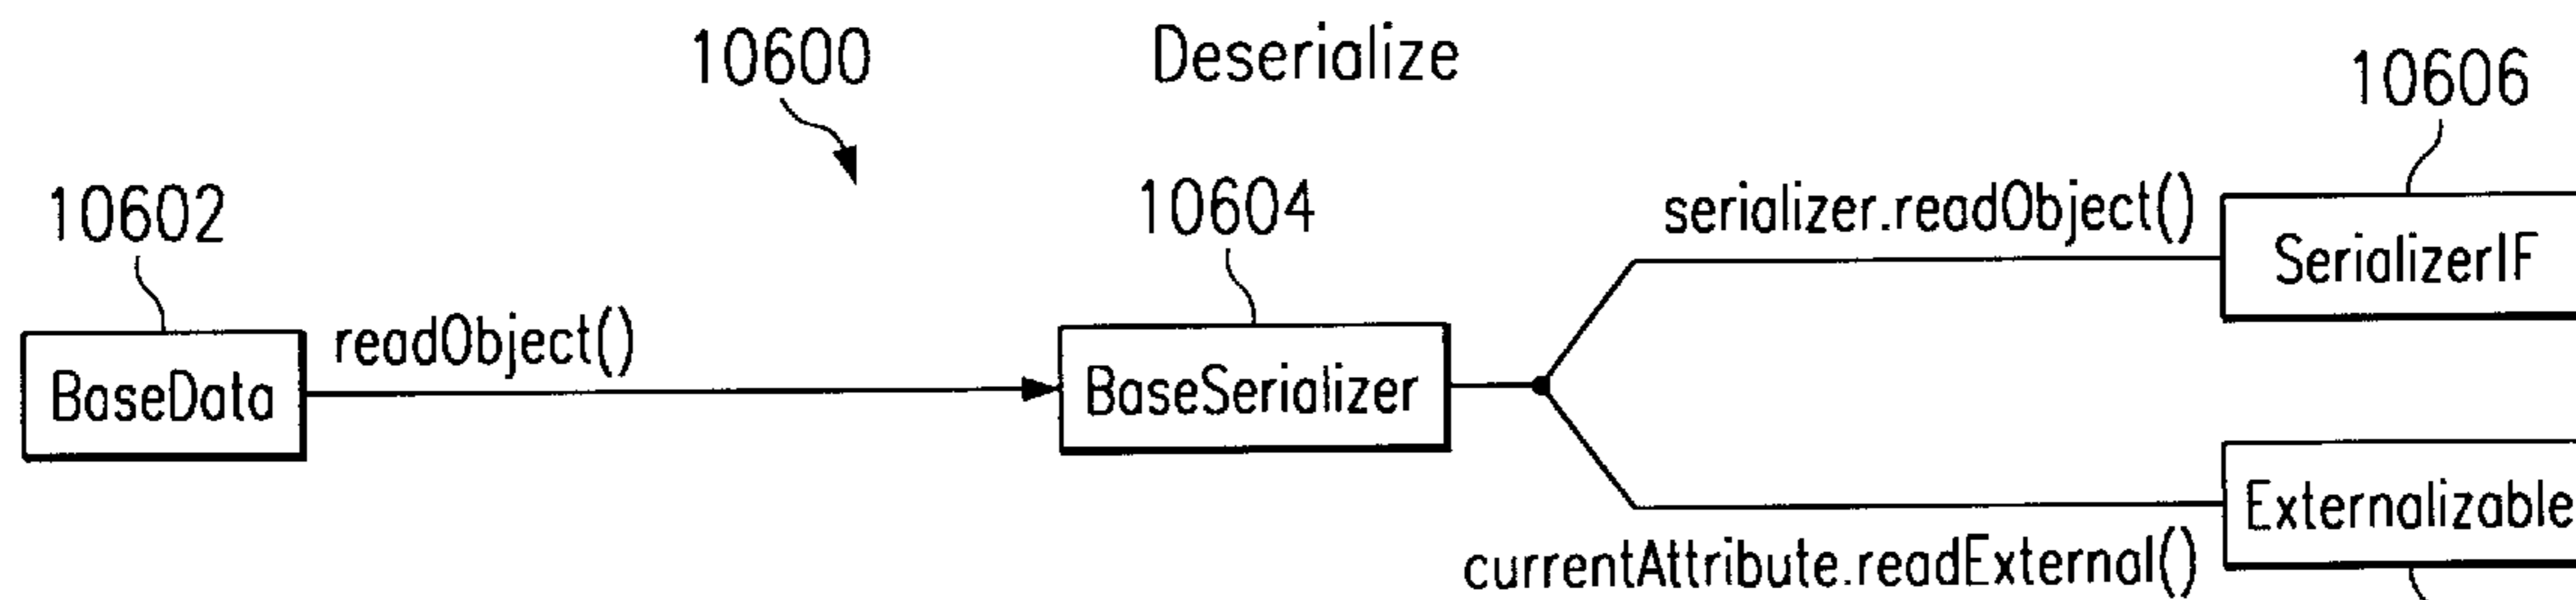 10600
Deserialize
10606
10602
10604
serializer.readObject()
SerializerIF
readObject()
BaseData
BaseSerializer
Externalizable
currentAttribute.readExternal()